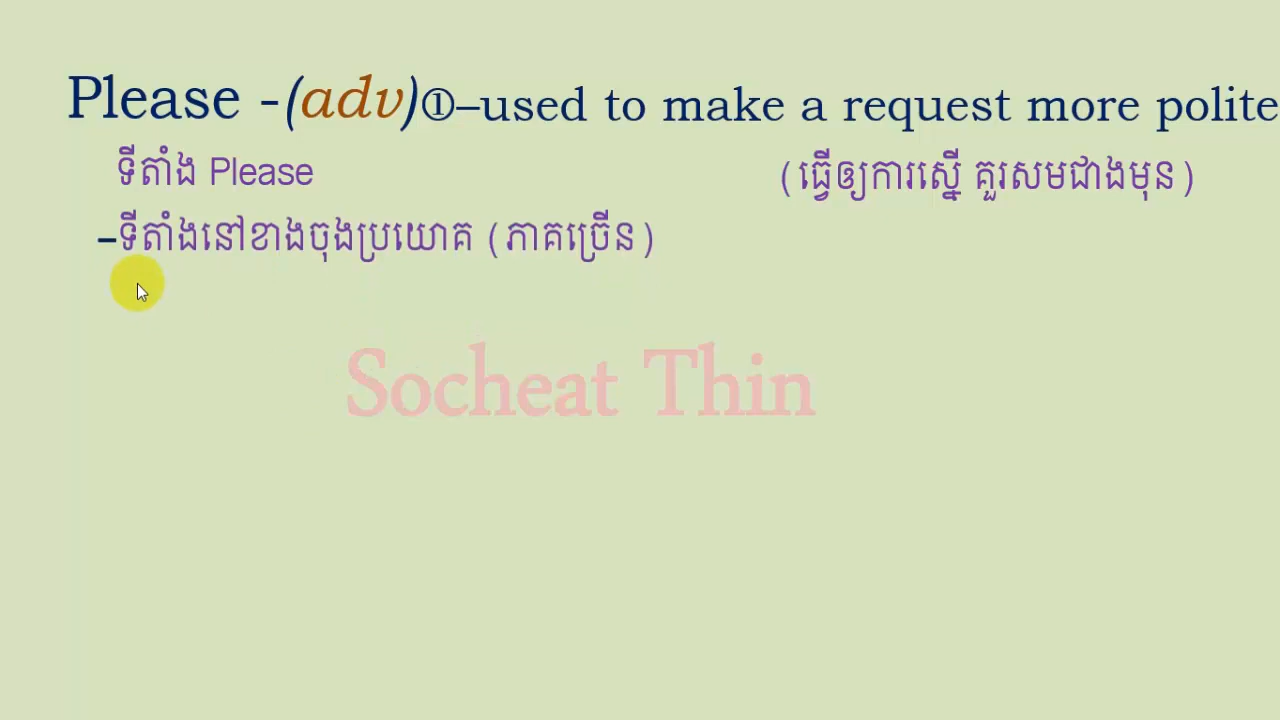 Please -(adv)①–used to make a request more polite
ទីតាំង Please (ធ្វើឲ្យការស្នើ គួរសមជាងមុន)
–ទីតាំងនៅខាងចុងប្រយោគ (ភាគច្រើន)
Socheat Thin